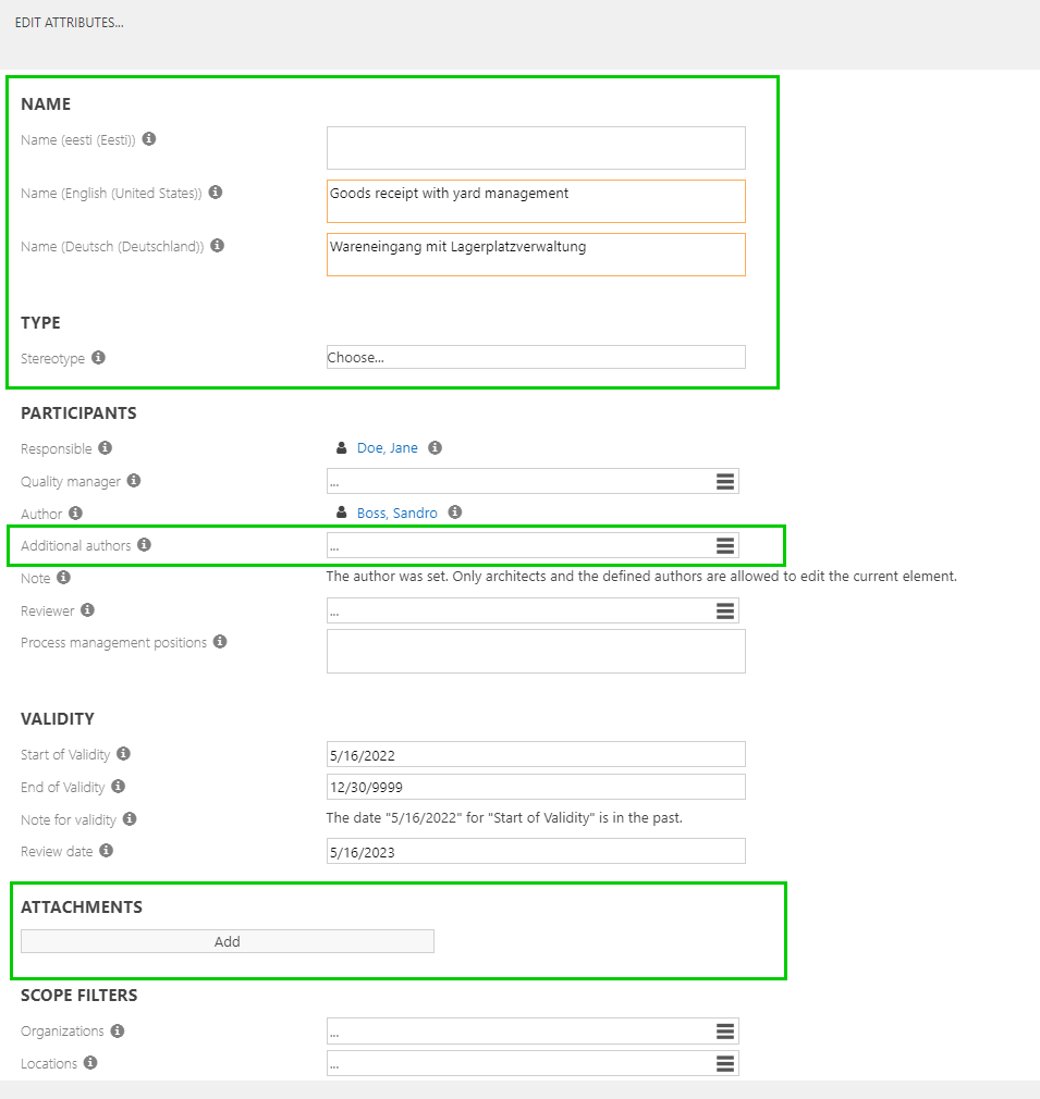 EDIT ATTRIBUTES...
NAME
Name (eesti (Eesti))
Name (English (United States)) Goods receipt with yard management
Name (Deutsch (Deutschland)) Wareneingang mit Lagerplatzverwaltung
TYPE
Stereotype Choose...
PARTICIPANTS
Responsible Doe, Jane
Quality manager ...
Author Boss, Sandro
Additional authors ...
Note The author was set. Only architects and the defined authors are allowed to edit the current element.
Reviewer ...
Process management positions
VALIDITY
Start of Validity 5/16/2022
End of Validity 12/30/9999
Note for validity The date "5/16/2022" for "Start of Validity" is in the past.
Review date 5/16/2023
ATTACHMENTS
Add
SCOPE FILTERS
Organizations ...
Locations ...